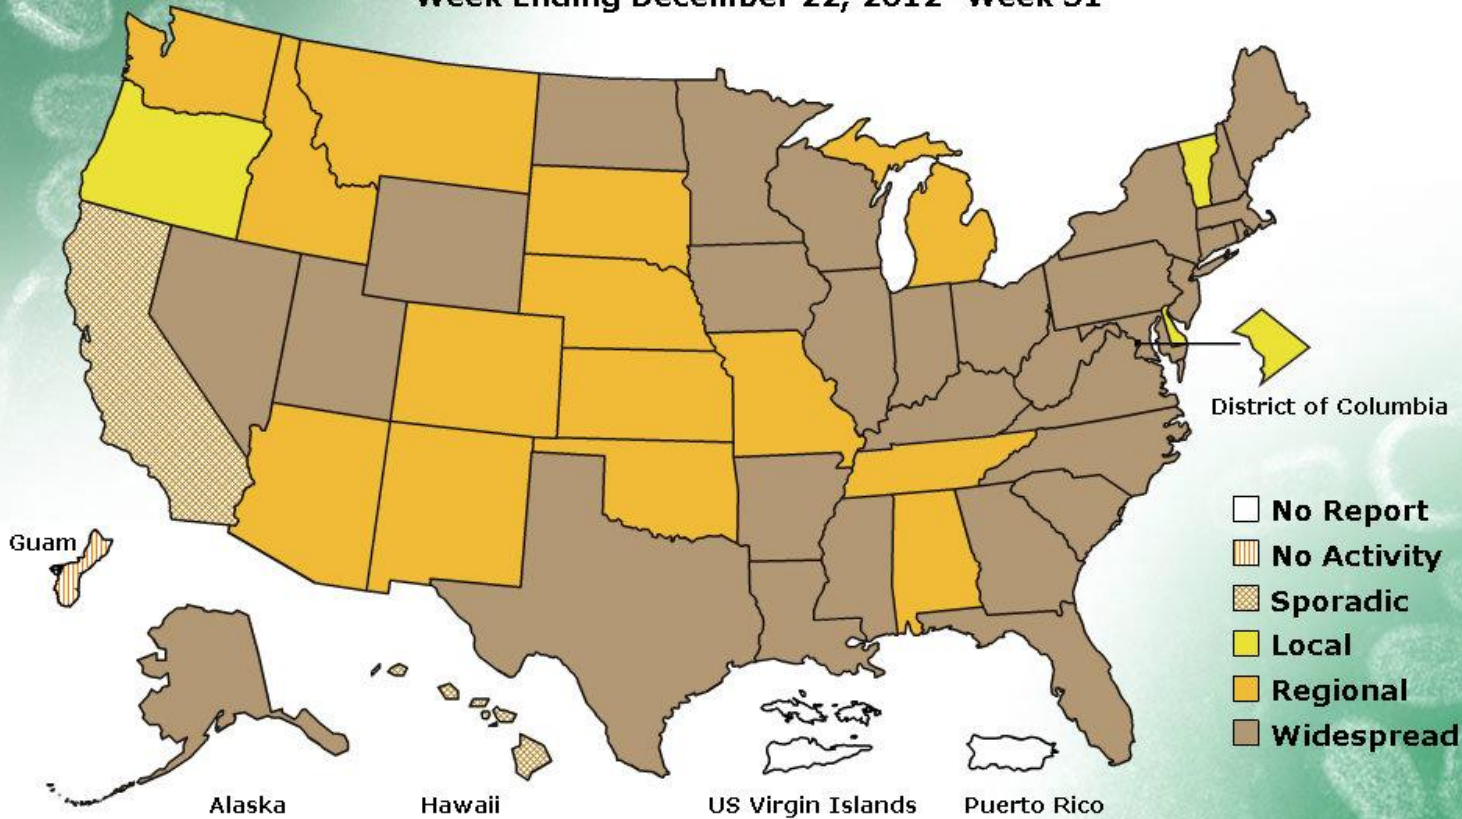 Week Ending December 22, 2012- Week 51
District of Columbia
Guam
No Report
No Activity
Sporadic
Local
Regional
Widespread
Alaska
Hawaii
US Virgin Islands
Puerto Rico